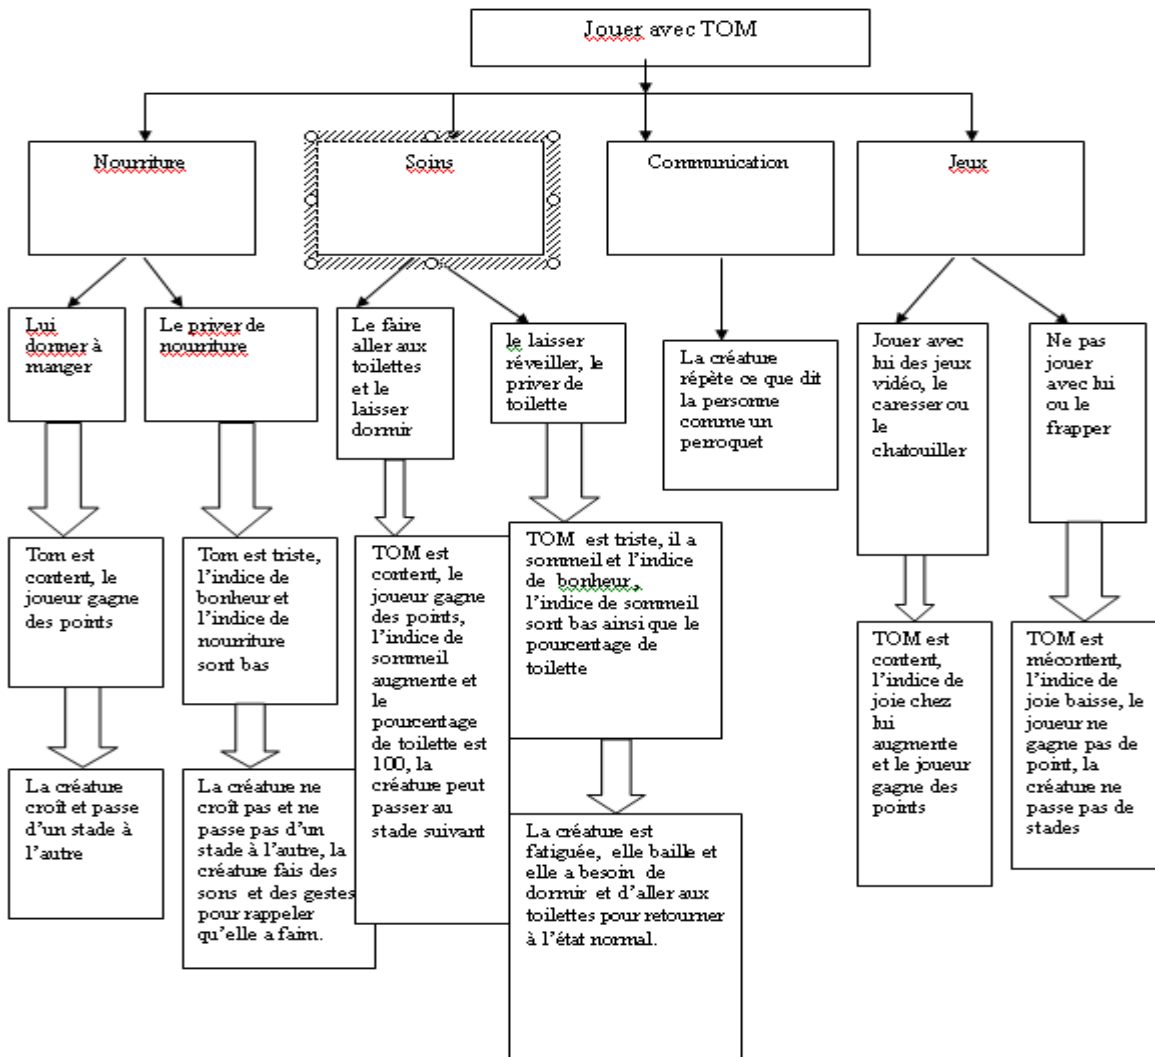 Jouer avec TOM
Nourriture
Soins
Communication
Jeux
Lui
donner à
manger
Le priver de
nourriture
Le faire
aller aux
toilettes
et le
laisser
dormir
le laisser
réveiller, le
priver de
toilette
La créature
répète ce que dit
la personne
comme un
perroquet
Jouer avec
lui des jeux
vidéo, le
caresser ou
le
chatouiller
Ne pas
jouer
avec lui
ou le
frapper
Tom est
content, le
joueur gagne
des points
Tom est triste,
l'indice de
bonheur et
l'indice de
nourriture
sont bas
TOM est
content, le
joueur gagne
des points,
l'indice de
sommeil
augmente et
le
pourcentage
de toilette est
100, la
créature peut
passer au
stade suivant
TOM est triste, il a
sommeil et l'indice
de bonheur ,
l'indice de sommeil
sont bas ainsi que le
pourcentage de
toilette
TOM est
content,
l'indice de
joie chez
lui
augmente
et le joueur
gagne des
points
TOM est
mécontent,
l'indice de
joie baisse, le
joueur ne
gagne pas de
point, la
créature ne
passe pas de
stades
La créature
croît et passe
d'un stade à
l'autre
La créature ne
croît pas et ne
passe pas d'un
stade à l'autre, la
créature fais des
sons et des gestes
pour rappeler
qu'elle a faim.
La créature est
fatiguée, elle baille et
elle a besoin de
dormir et d'aller aux
toilettes pour retourner
à l'état normal.